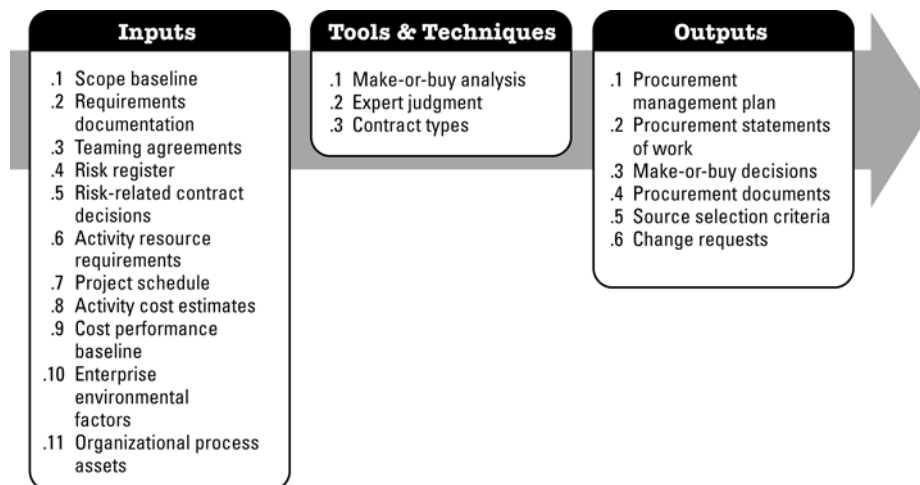 Inputs
.1 Scope baseline
.2 Requirements
documentation
.3 Teaming agreements
.4 Risk register
.5 Risk-related contract
decisions
.6 Activity resource
requirements
.7 Project schedule
.8 Activity cost estimates
.9 Cost performance
baseline
.10 Enterprise
environmental
factors
.11 Organizational process
assets
Tools & Techniques
.1 Make-or-buy analysis
.2 Expert judgment
.3 Contract types
Outputs
.1 Procurement
management plan
.2 Procurement statements
of work
.3 Make-or-buy decisions
.4 Procurement documents
.5 Source selection criteria
.6 Change requests